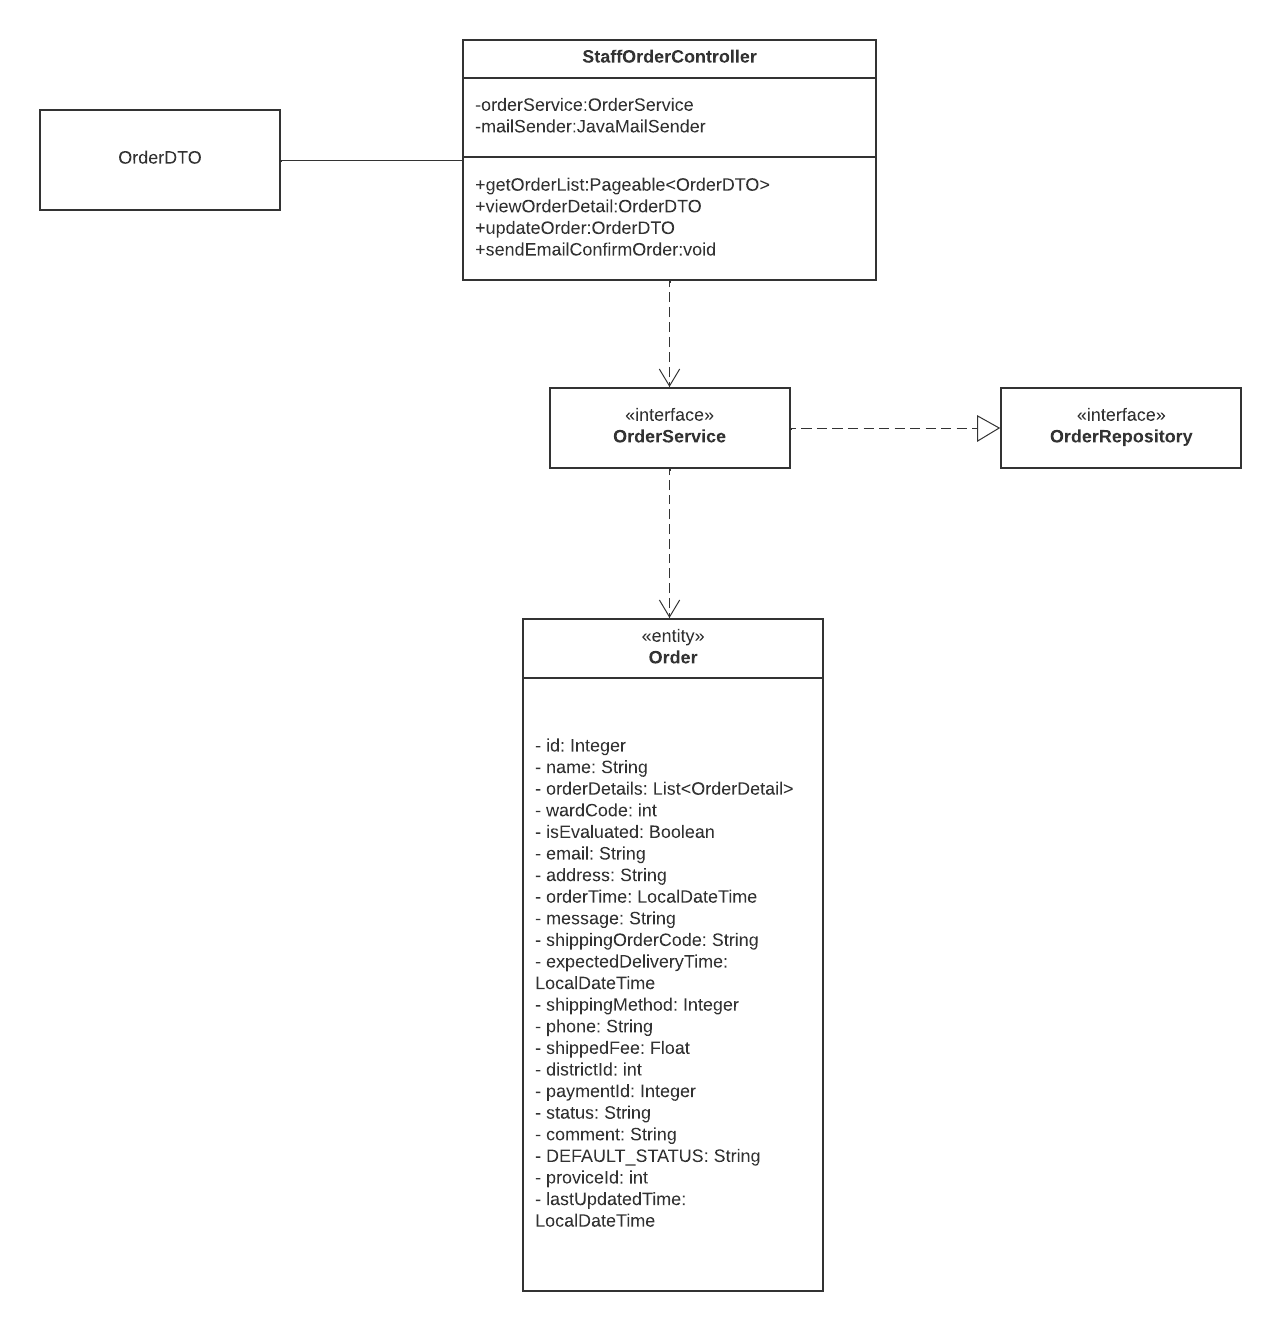 StaffOrderController
-orderService:OrderService
-mailSender:JavaMailSender
OrderDTO
+getOrderList:Pageable<OrderDTO>
+viewOrderDetail:OrderDTO
+updateOrder:OrderDTO
+sendEmailConfirmOrder:void
«interface»
OrderService
«interface»
OrderRepository
«entity»
Order
- id: Integer
- name: String
- orderDetails: List<OrderDetail>
- wardCode: int
- isEvaluated: Boolean
- email: String
- address: String
- orderTime: LocalDateTime
- message: String
- shippingOrderCode: String
- expectedDeliveryTime:
LocalDateTime
- shippingMethod: Integer
- phone: String
- shippedFee: Float
- districtId: int
- paymentId: Integer
- status: String
- comment: String
- DEFAULT_STATUS: String
- proviceId: int
- lastUpdatedTime:
LocalDateTime